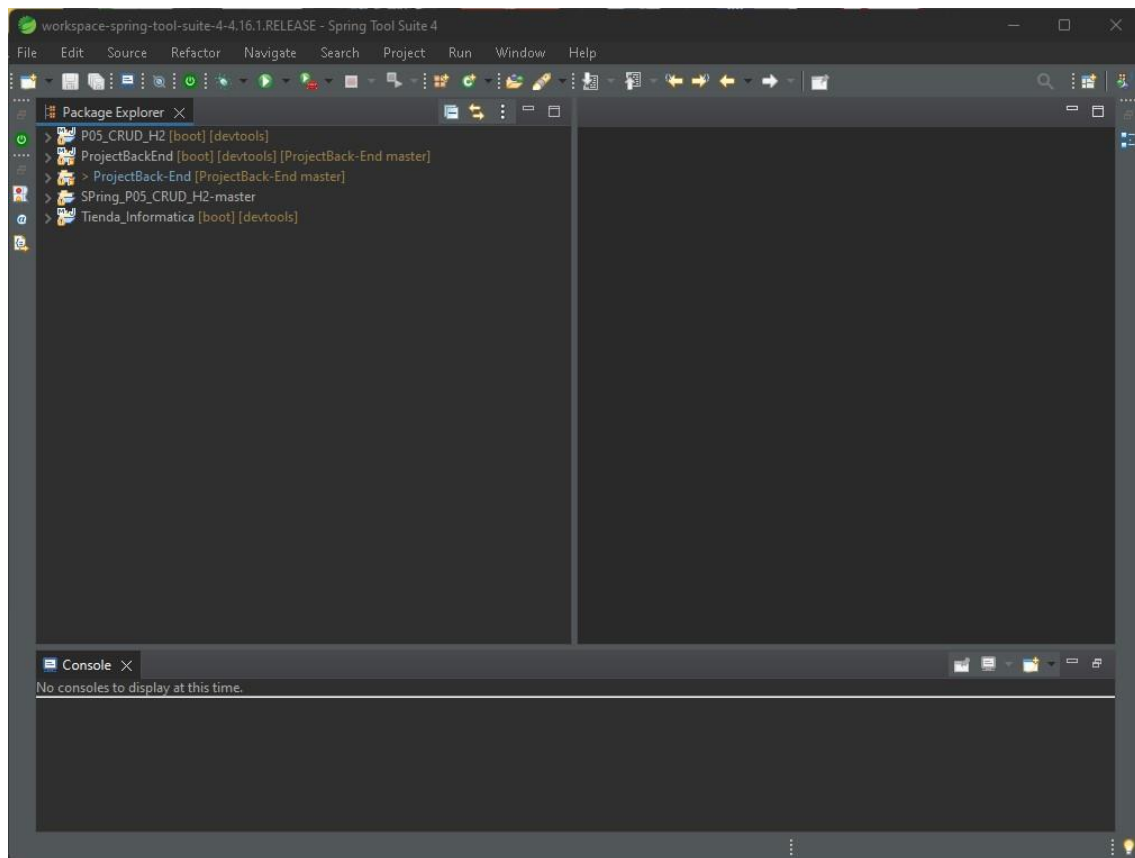 workspace-spring-tool-suite-4-4.16.1.RELEASE - Spring Tool Suite 4
File Edit Source Refactor Navigate Search Project Run Window Help
Package Explorer
P05_CRUD_H2 [boot] [devtools]
ProjectBackEnd [boot] [devtools] [ProjectBack-End master]
> ProjectBack-End [ProjectBack-End master]
SPring_P05_CRUD_H2-master
Tienda_Informatica [boot] [devtools]
Console
No consoles to display at this time.